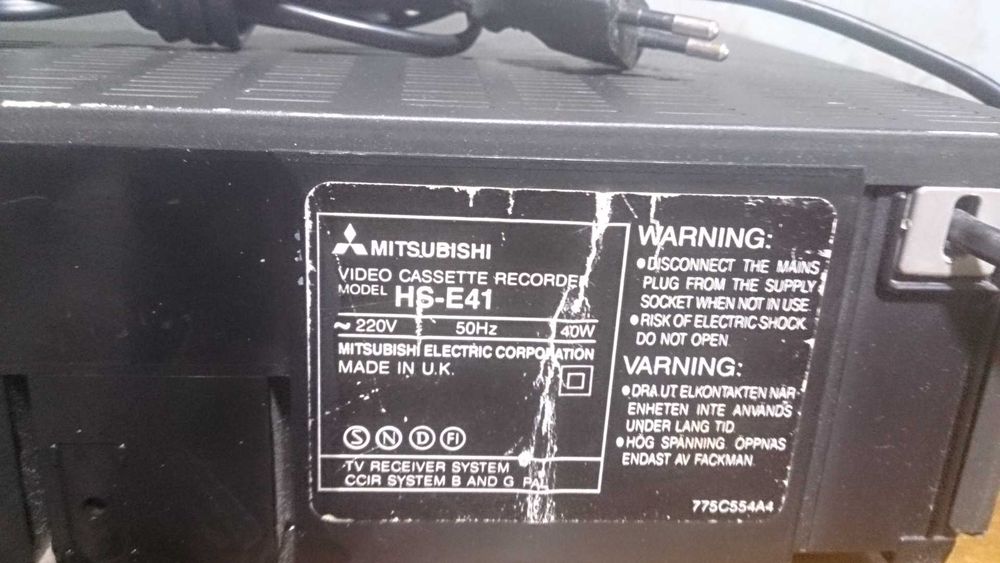 MITSUBISHI
VIDEO CASSETTE RECORDER
MODEL HS-E41
~ 220V 50Hz 40W
MITSUBISHI ELECTRIC CORPORATION
MADE IN U.K.
S N D FI
TV RECEIVER SYSTEM
CCIR SYSTEM B AND G PAL
WARNING:
•DISCONNECT THE MAINS
PLUG FROM THE SUPPLY
SOCKET WHEN NOT IN USE.
•RISK OF ELECTRIC SHOCK
DO NOT OPEN.
VARNING:
•DRA UT ELKONTAKTEN NÄR
ENHETEN INTE ANVÄNDS
UNDER LANG TID
•HÖG SPÄNNING. ÖPPNAS
ENDAST AV FACKMAN.
775C554A4